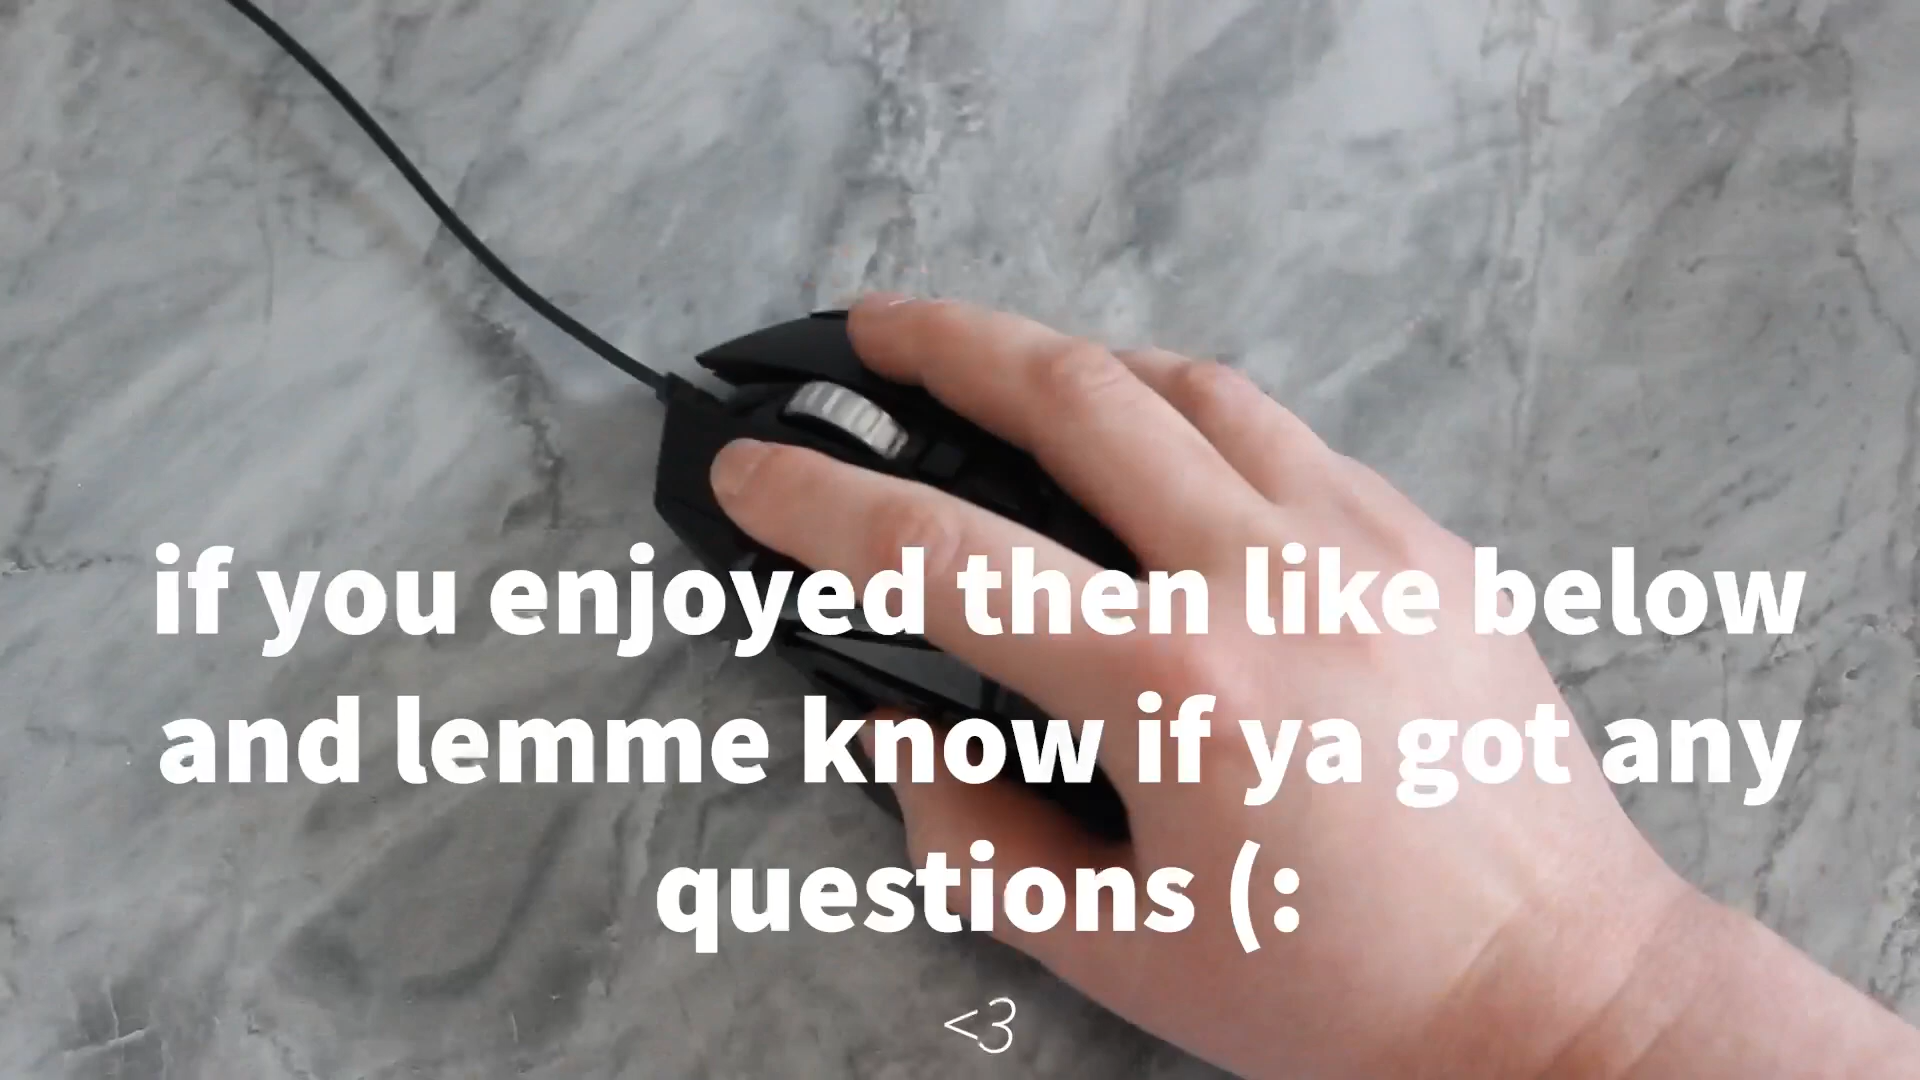 if you enjoyed then like below
and lemme know if ya got any
questions (:
<3